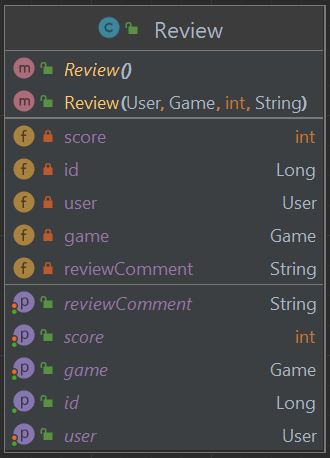 C Review
m Review()
m Review(User, Game, int, String)
f score int
f id Long
f user User
f game Game
f reviewComment String
p reviewComment String
p score int
p game Game
p id Long
p user User